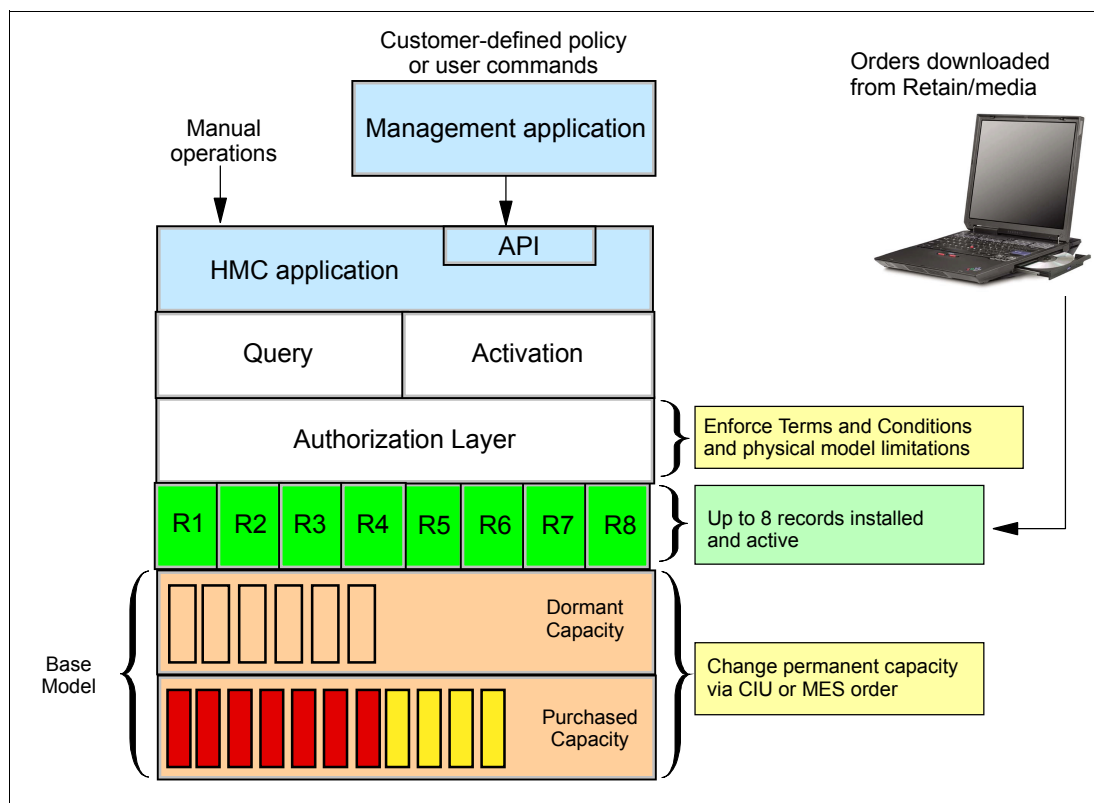 Customer-defined policy
or user commands
Orders downloaded
from Retain/media
Management application
Manual
operations
API
HMC application
Query
Activation
Authorization Layer
Enforce Terms and Conditions
and physical model limitations
R1
R2
R3
R4
R5
R6
R7
R8
Up to 8 records installed
and active
Dormant
Capacity
Base
Model
Change permanent capacity
via CIU or MES order
Purchased
Capacity